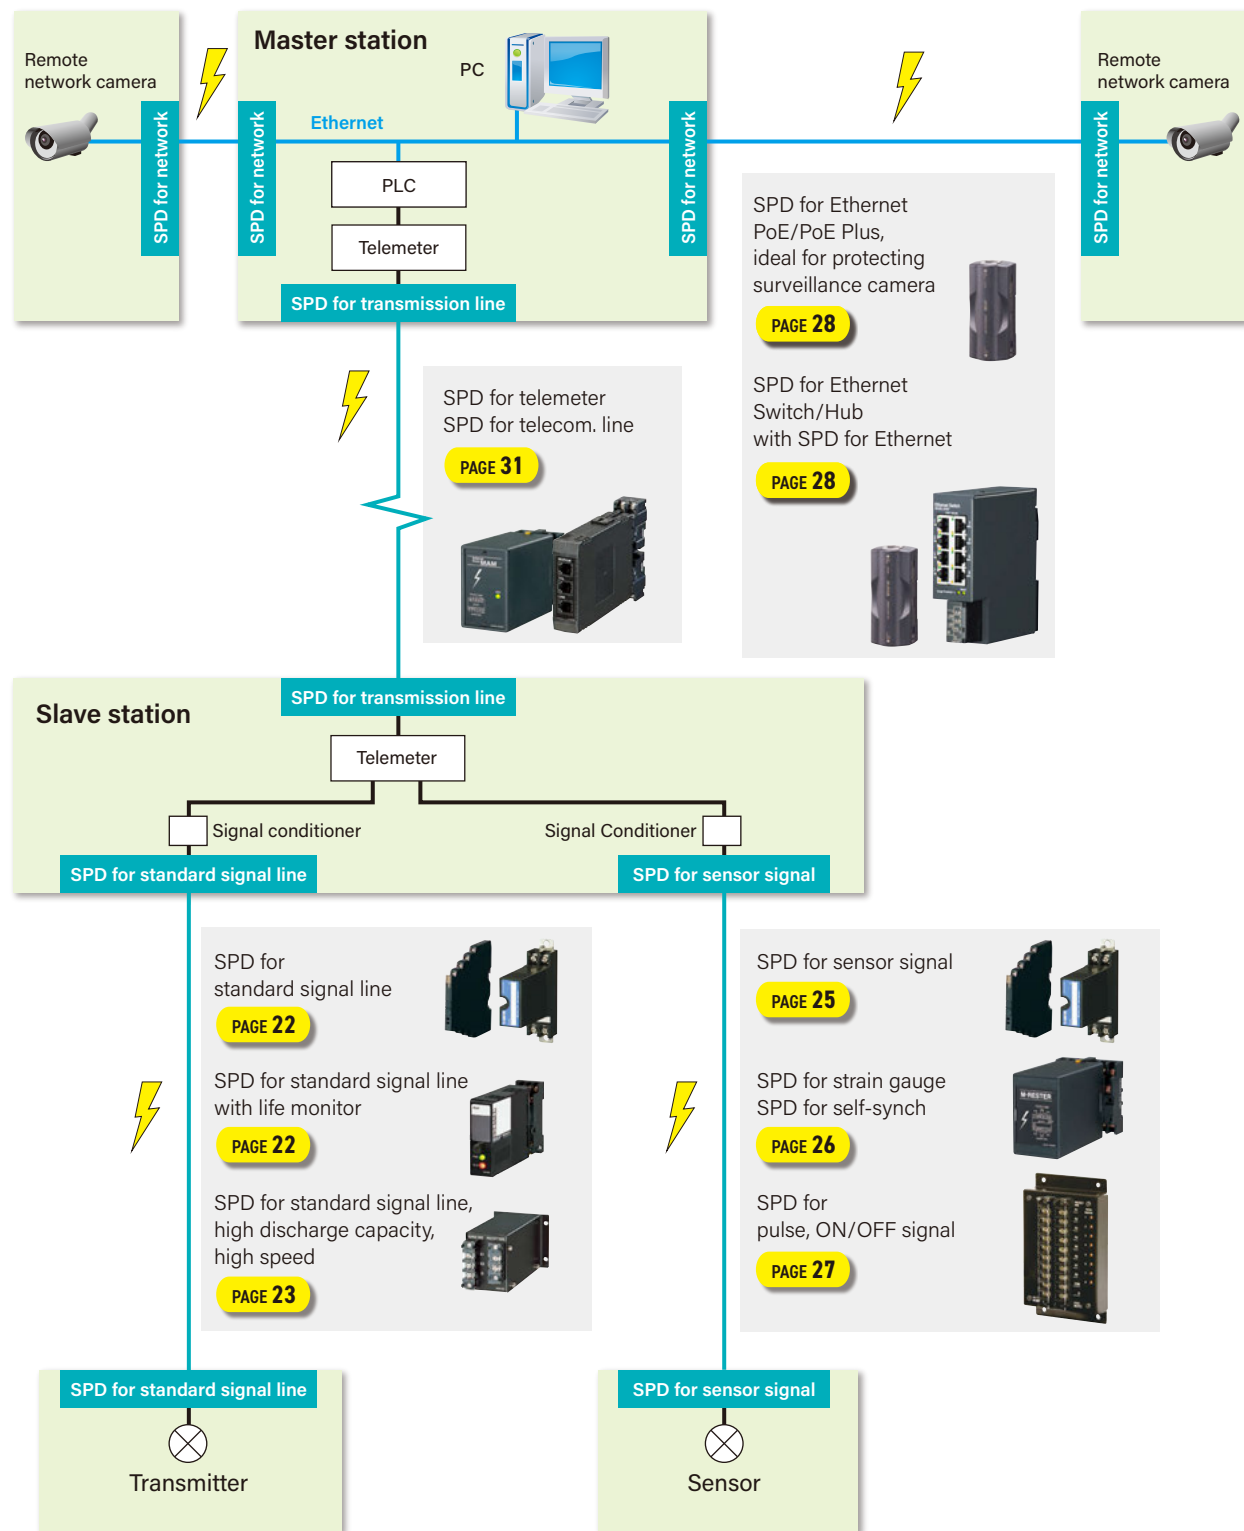 Master station
Remote
network camera
PC
Remote
network camera
Ethernet
SPD for network
SPD for network
SPD for network
SPD for network
PLC
Telemeter
SPD for transmission line
SPD for Ethernet
PoE/PoE Plus,
ideal for protecting
surveillance camera
PAGE 28
SPD for Ethernet
Switch/Hub
with SPD for Ethernet
PAGE 28
SPD for telemeter
SPD for telecom. line
PAGE 31
MAM
SPD for transmission line
Slave station
Telemeter
Signal conditioner
Signal Conditioner
SPD for standard signal line
SPD for sensor signal
SPD for
standard signal line
PAGE 22
SPD for standard signal line
with life monitor
PAGE 22
SPD for standard signal line,
high discharge capacity,
high speed
PAGE 23
SPD for sensor signal
PAGE 25
SPD for strain gauge
SPD for self-synch
PAGE 26
M-RESTER
SPD for
pulse, ON/OFF signal
PAGE 27
SPD for standard signal line
SPD for sensor signal
Transmitter
Sensor